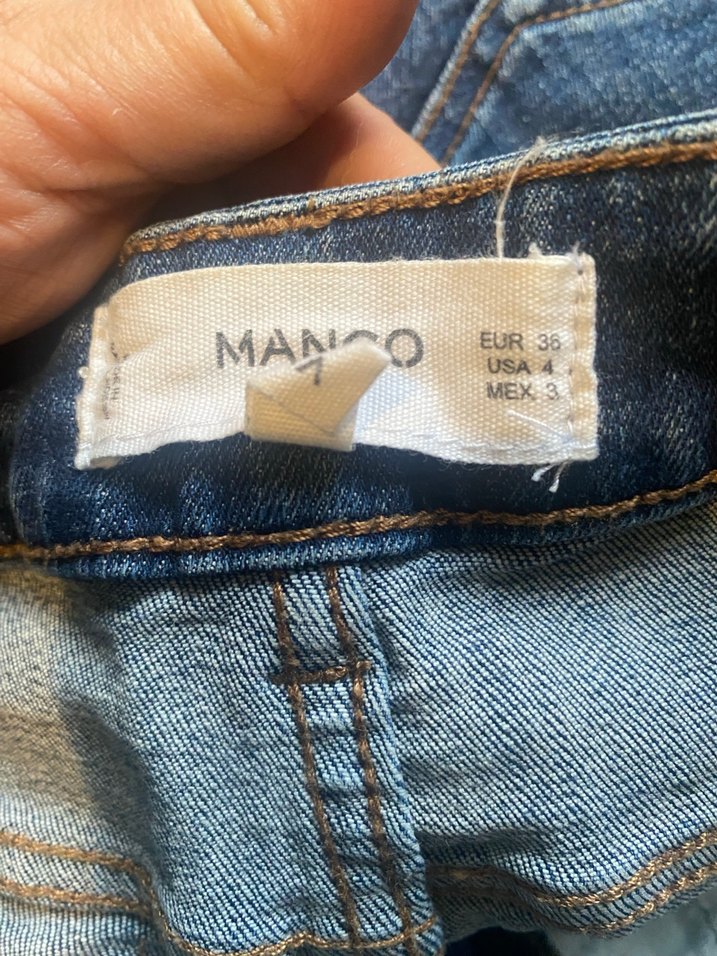 MANGO
EUR 36
USA 4
MEX. 3